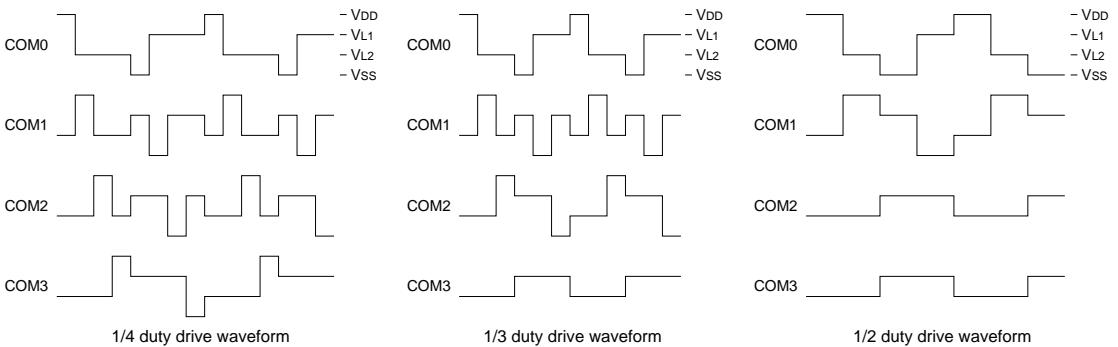 COM0
– VDD
– VL1
– VL2
– VSS
COM1
COM2
COM3
1/4 duty drive waveform
COM0
– VDD
– VL1
– VL2
– VSS
COM1
COM2
COM3
1/3 duty drive waveform
COM0
– VDD
– VL1
– VL2
– VSS
COM1
COM2
COM3
1/2 duty drive waveform